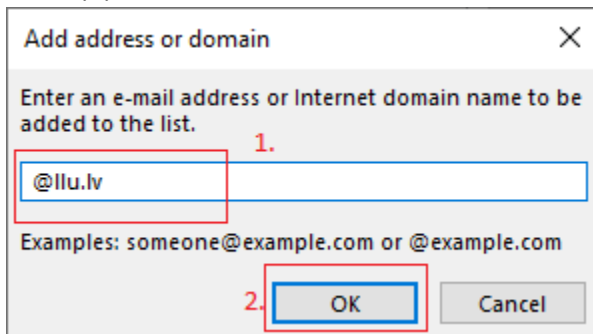 Add address or domain
Enter an e-mail address or Internet domain name to be
added to the list.
1.
@llu.lv
Examples: someone@example.com or @example.com
2. OK Cancel